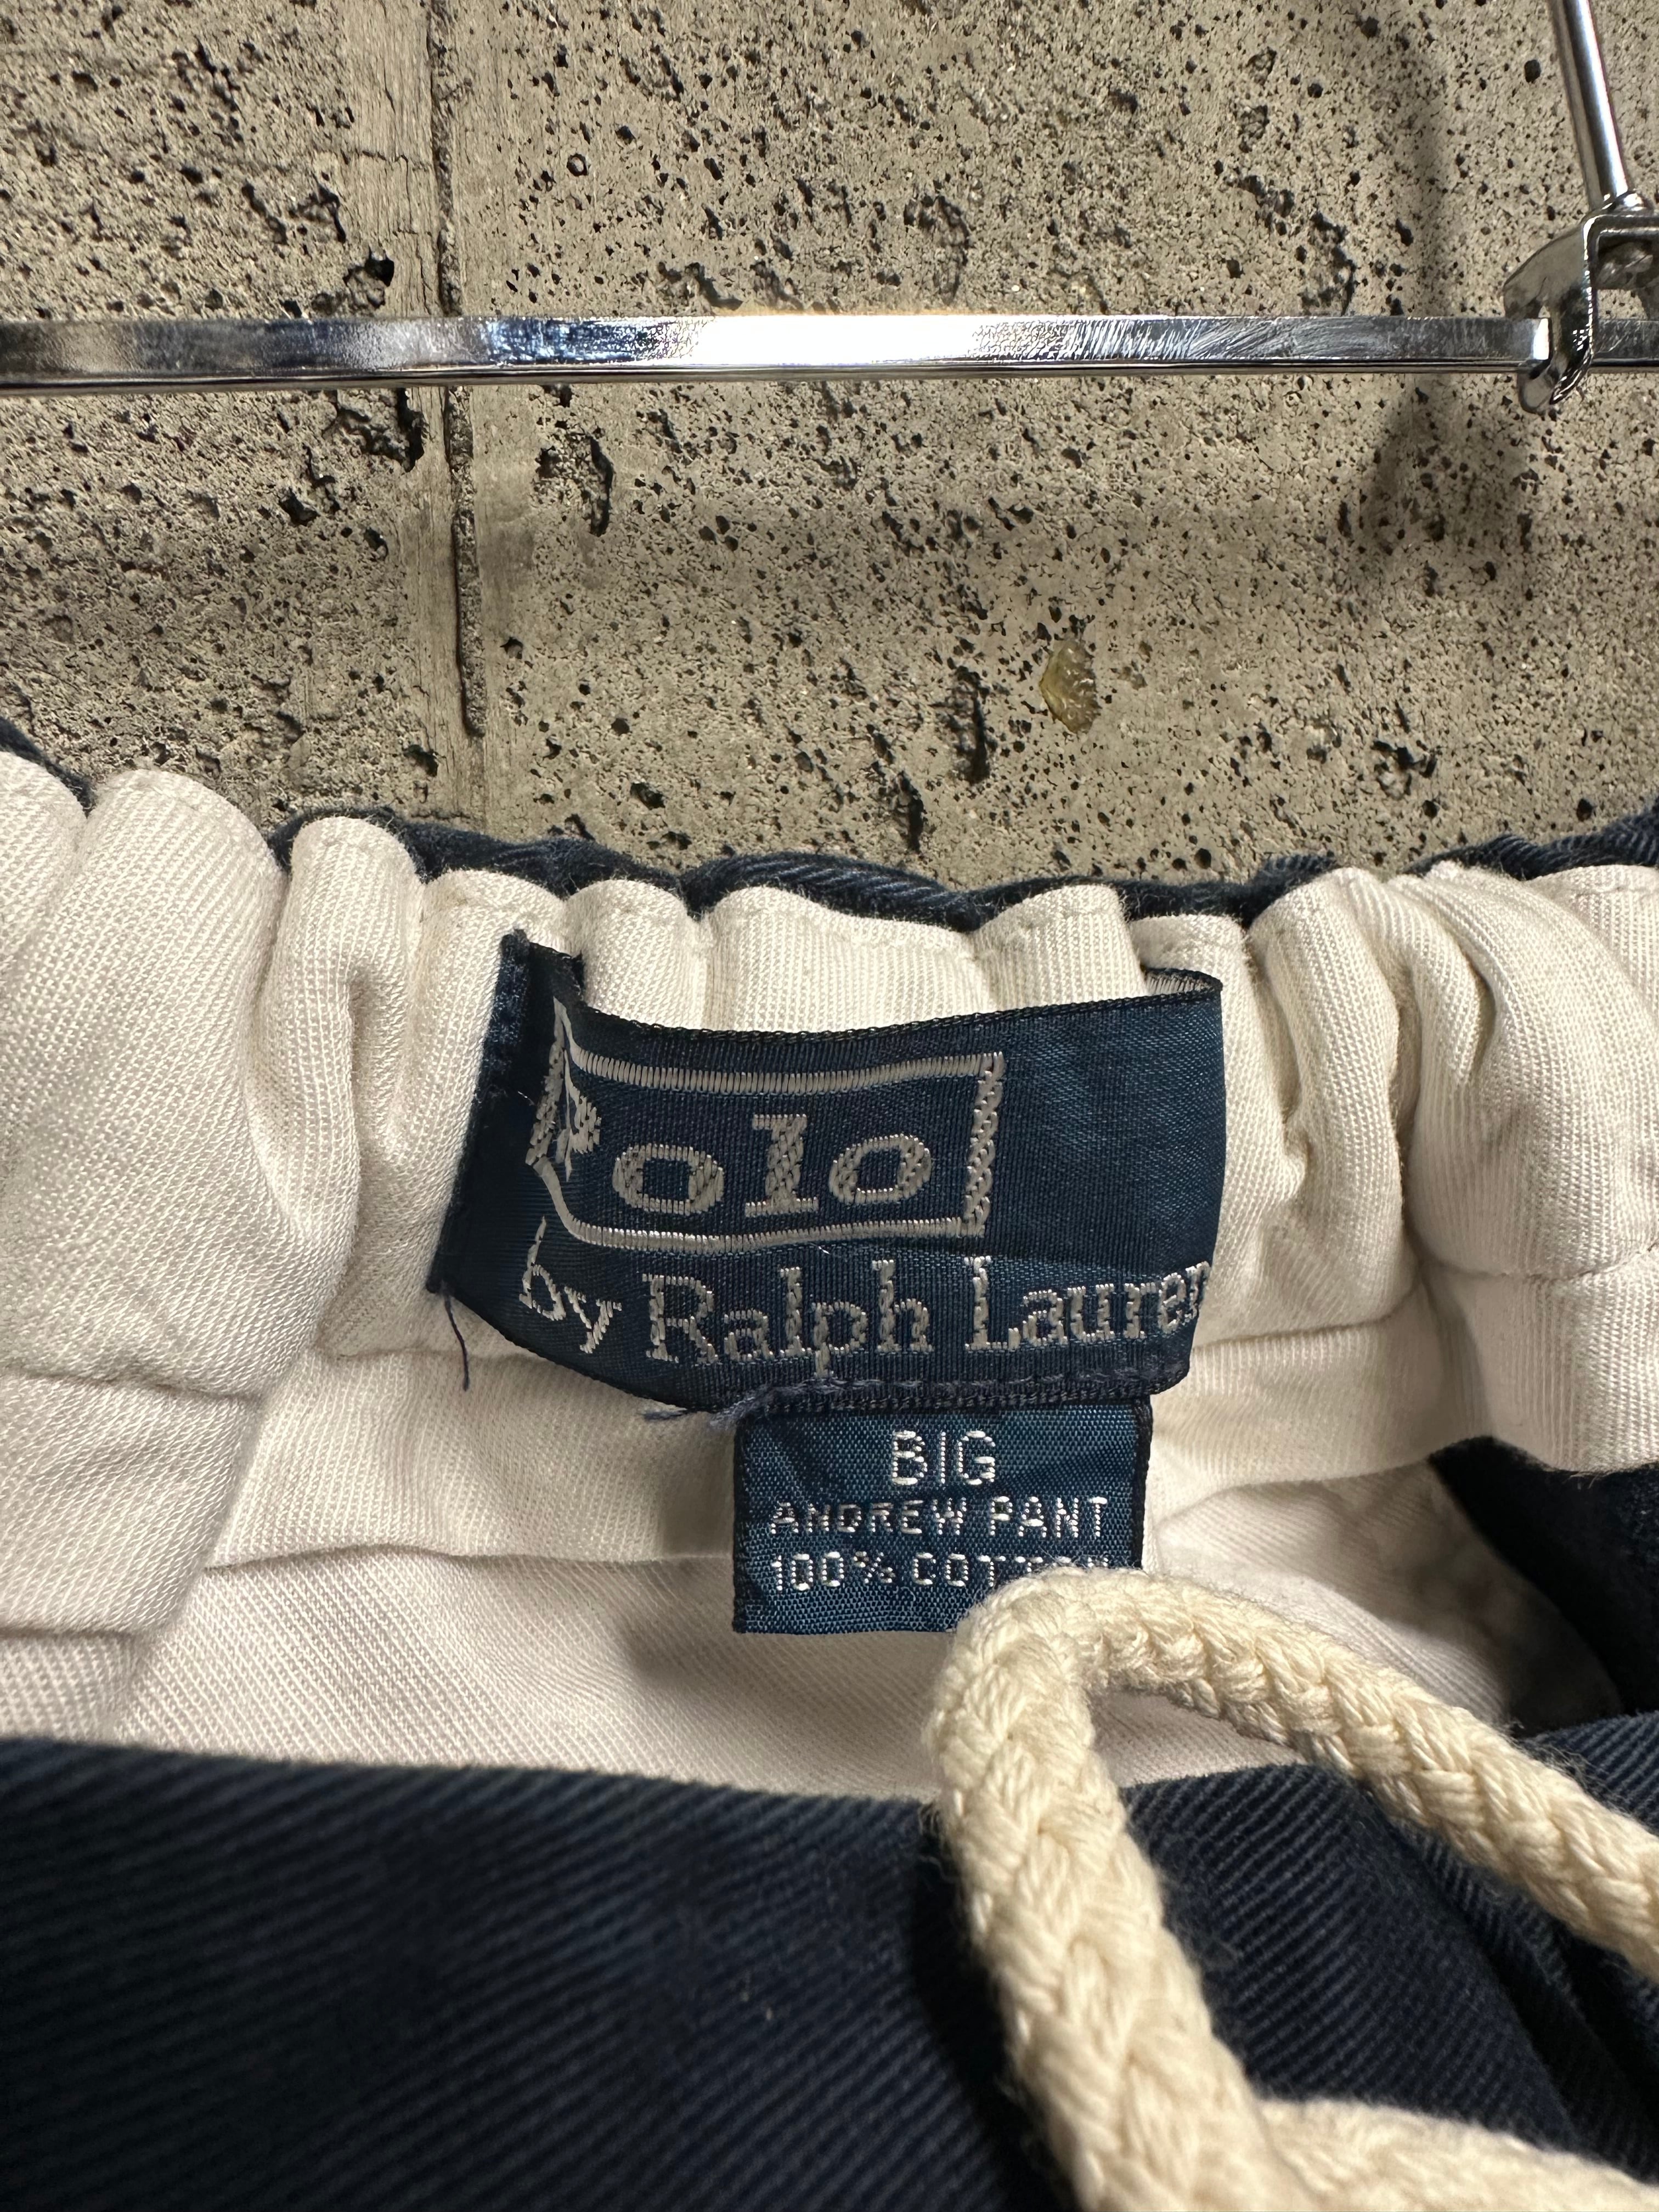 Polo
by Ralph Lauren
BIG
ANDREW PANT
100% COTTON